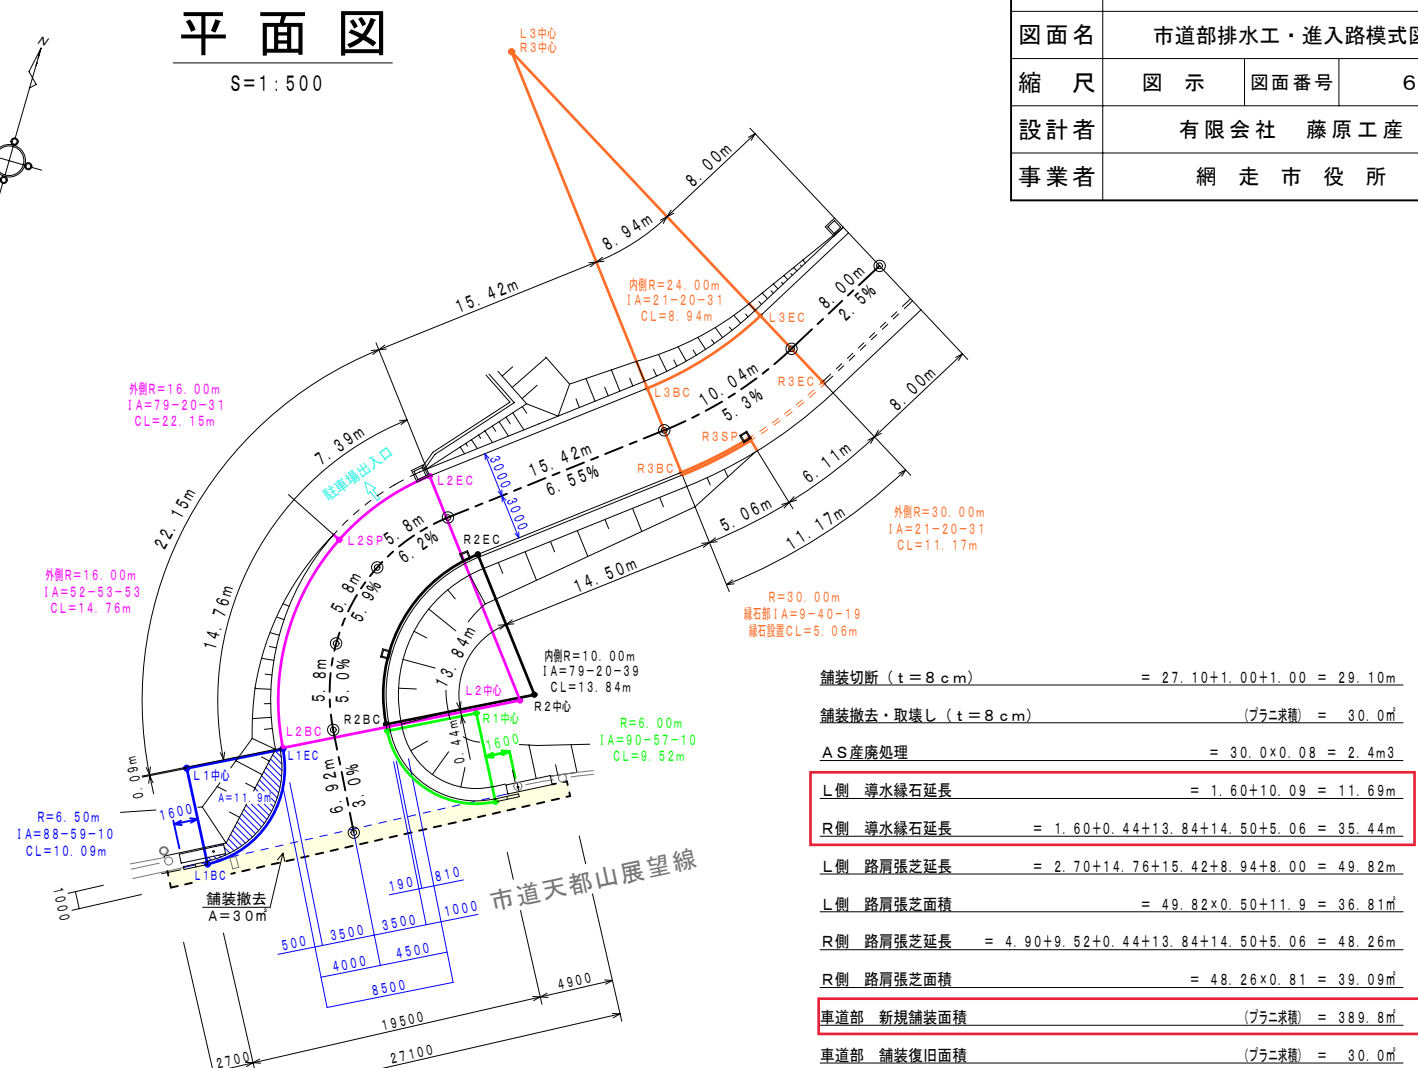 平面図
S=1:500
N
図面名 市道部排水工・進入路模式図
縮尺 図示 図面番号 6
設計者 有限会社 藤原工産
事業者 網走市役所
L3中心
R3中心
8.00m
8.94m
15.42m
内側R=24.00m
IA=21-20-31
CL=8.94m
8.00m
2.5%
L3EC
L3BC
R3EC
10.04m
5.3%
R3SP
R3BC
8.00m
6.11m
5.06m
11.17m
外側R=30.00m
IA=21-20-31
CL=11.17m
R=30.00m
縁石部IA=9-40-19
縁石設置CL=5.06m
外側R=16.00m
IA=79-20-31
CL=22.15m
7.39m
駐車場出入口
22.15m
L2EC
3000
3000
15.42m
6.55%
L2SP
5.8m
6.2%
R2EC
14.50m
外側R=16.00m
IA=52-53-53
CL=14.76m
14.76m
5.8m
5.9%
13.84m
内側R=10.00m
IA=79-20-39
CL=13.84m
5.8m
5.0%
L2中心
R2中心
R2BC
R1中心
L2BC
L1EC
0.44m
1600
R=6.00m
IA=90-57-10
CL=9.52m
0.09m
L1中心
A=11.9m
1600
6.92m
3.0%
R=6.50m
IA=88-59-10
CL=10.09m
L1BC
1000
舗装撤去
A=30㎡
190
810
市道天都山展望線
500
3500
3500
1000
4000
4500
8500
4900
19500
2700
27100
舗装切断（t=8cm） = 27.10+1.00+1.00 = 29.10m
舗装撤去・取壊し（t=8cm） (プラニ求積) = 30.0㎡
AS産廃処理 = 30.0×0.08 = 2.4m3
L側 導水縁石延長 = 1.60+10.09 = 11.69m
R側 導水縁石延長 = 1.60+0.44+13.84+14.50+5.06 = 35.44m
L側 路肩張芝延長 = 2.70+14.76+15.42+8.94+8.00 = 49.82m
L側 路肩張芝面積 = 49.82×0.50+11.9 = 36.81㎡
R側 路肩張芝延長 = 4.90+9.52+0.44+13.84+14.50+5.06 = 48.26m
R側 路肩張芝面積 = 48.26×0.81 = 39.09㎡
車道部 新規舗装面積 (プラニ求積) = 389.8㎡
車道部 舗装復旧面積 (プラニ求積) = 30.0㎡